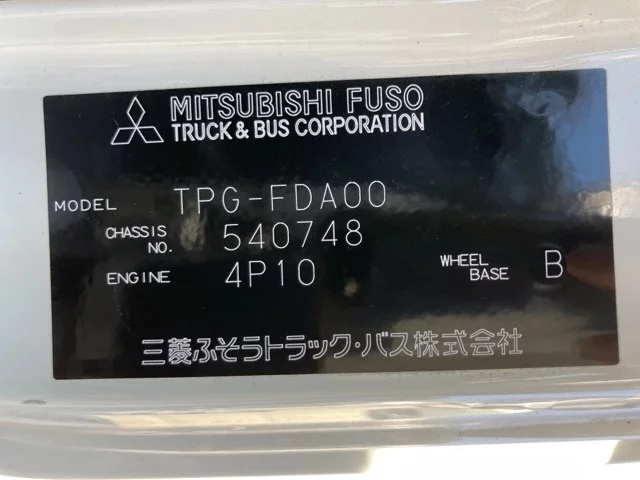 MITSUBISHI FUSO
TRUCK & BUS CORPORATION
MODEL TPG-FDA00
CHASSIS NO. 540748
ENGINE 4P10
WHEEL BASE B
三菱ふそうトラック・バス株式会社